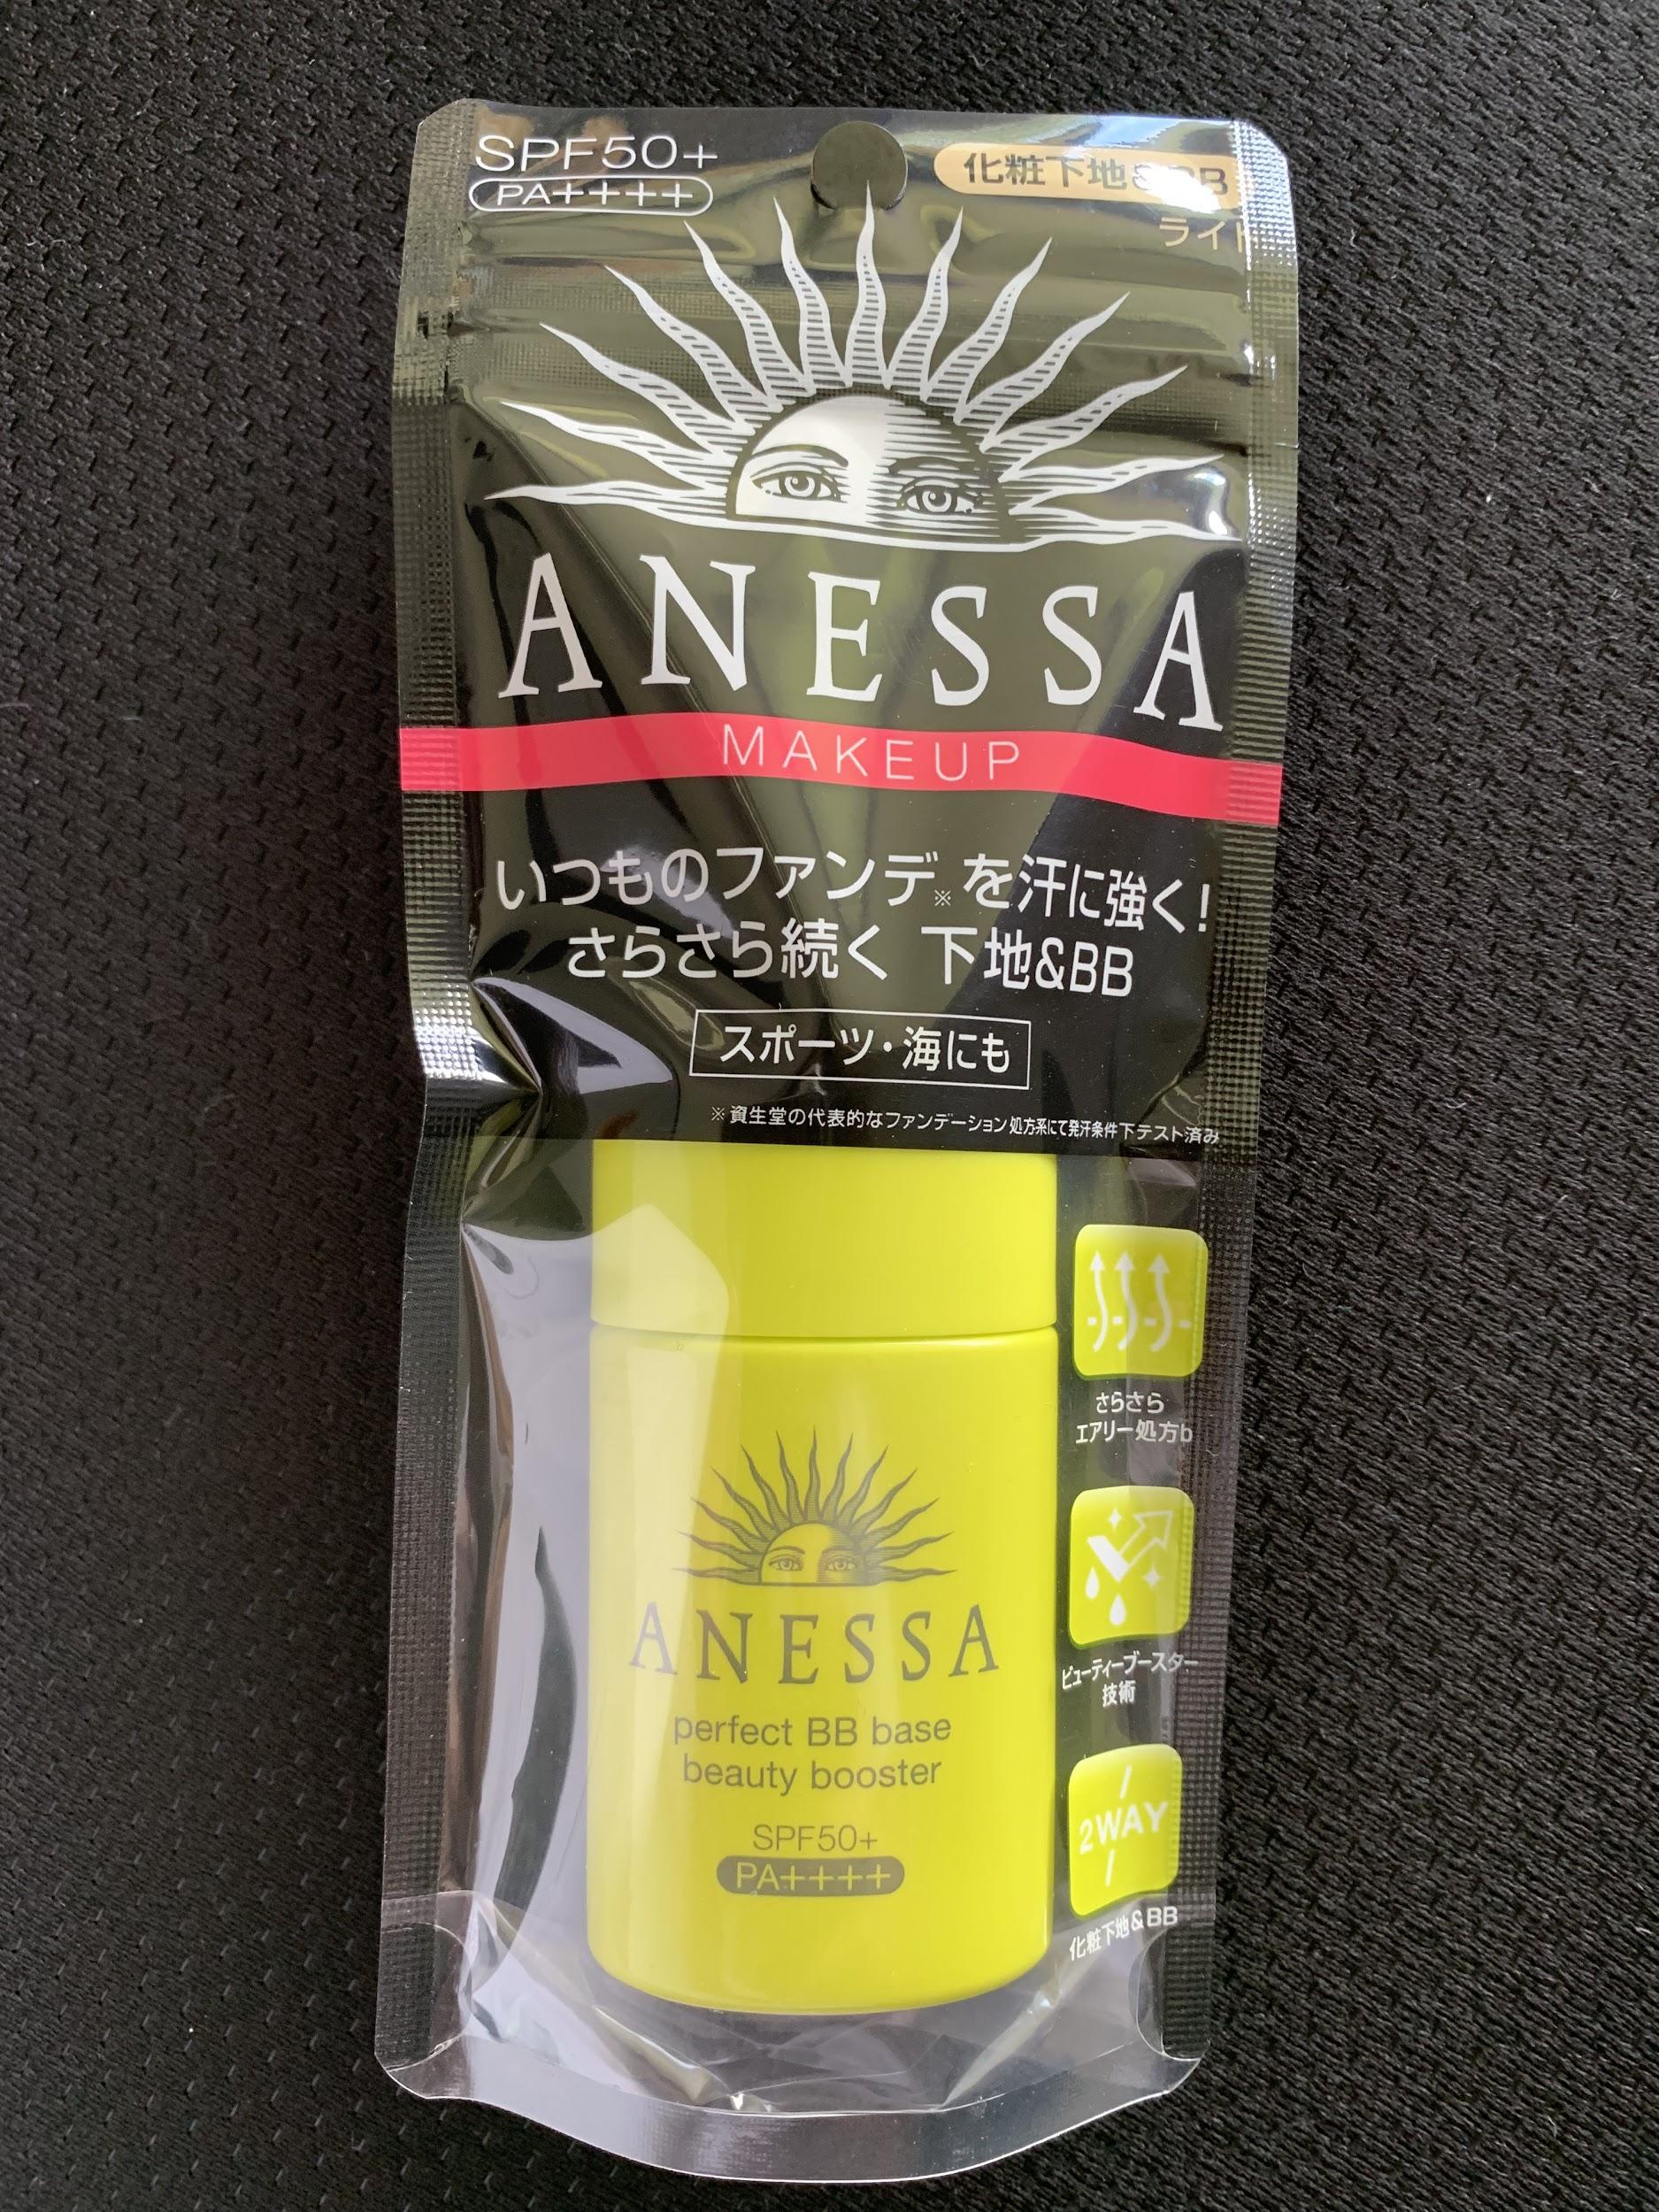 SPF50+
PA++++
化粧下地&BB
ライト
ANESSA
MAKEUP
いつものファンデ※を汗に強く!
さらさら続く 下地&BB
スポーツ・海にも
※資生堂の代表的なファンデーション処方系にて発汗条件下テスト済み
さらさら
エアリー処方b
ビューティーブースター
技術
2WAY
化粧下地&BB
ANESSA
perfect BB base
beauty booster
SPF50+
PA++++